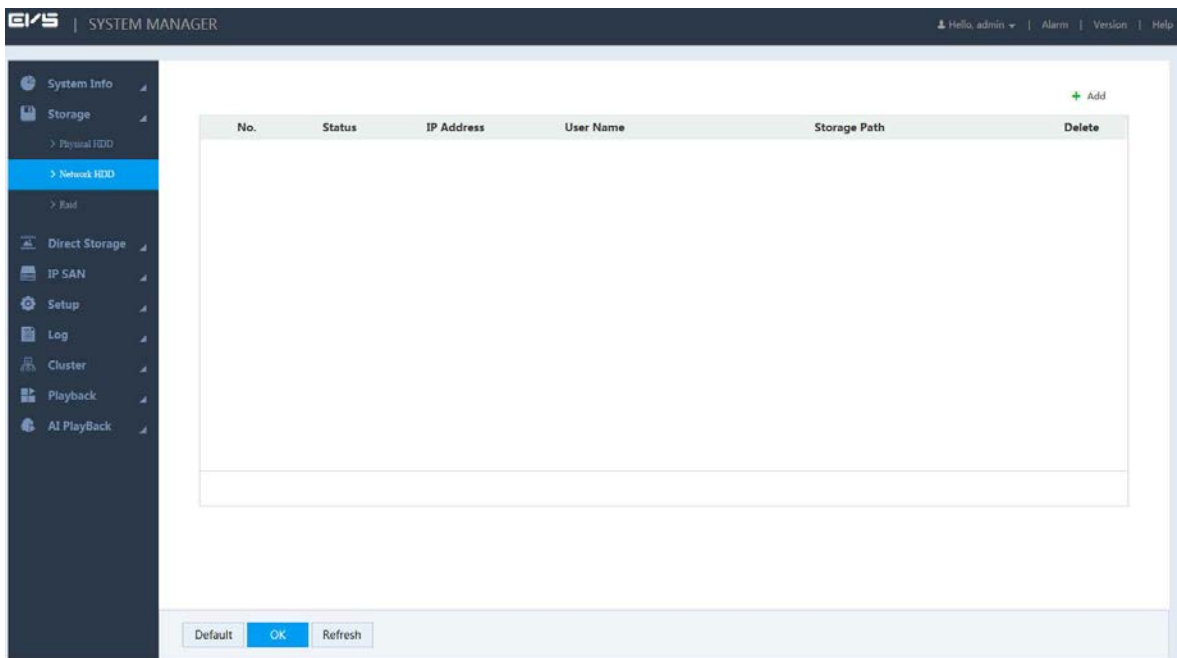 EVS | SYSTEM MANAGER
Hello, admin | Alarm | Version | Help
System Info
Storage
> Physical HDD
> Network HDD
> Raid
Direct Storage
IP SAN
Setup
Log
Cluster
Playback
AI PlayBack
+ Add
No. Status IP Address User Name Storage Path Delete
Default OK Refresh